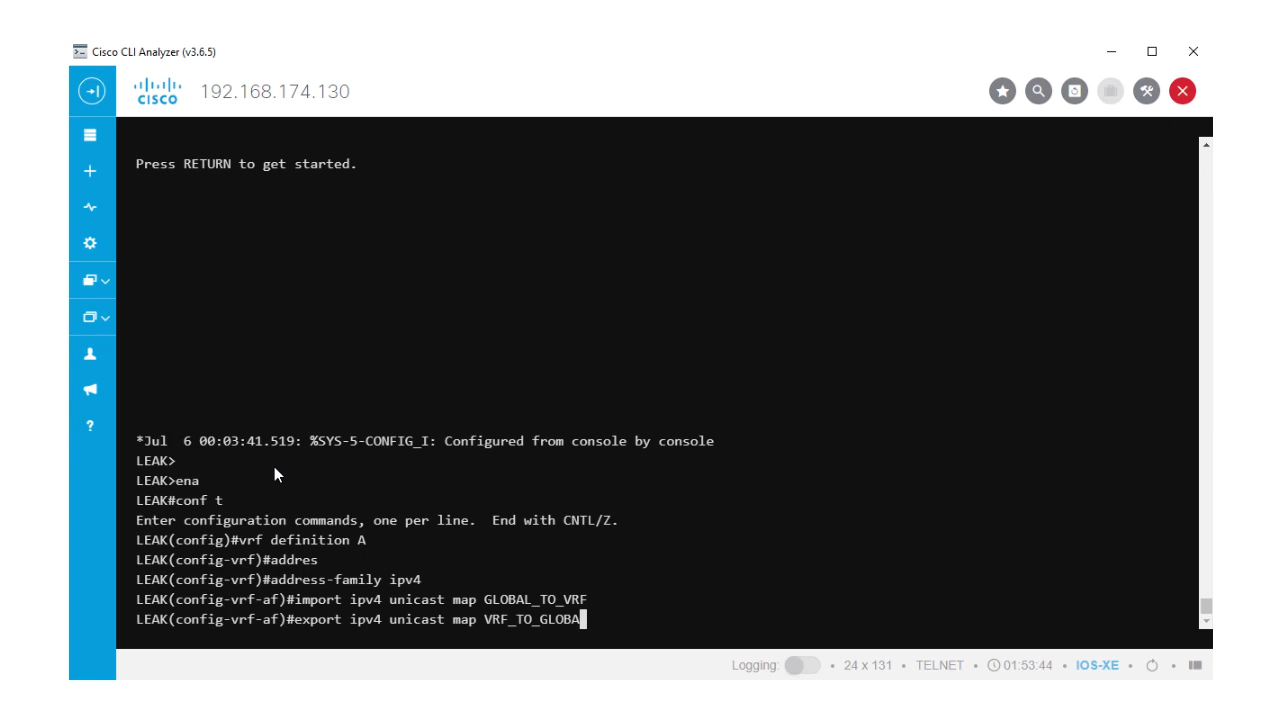 Cisco CLI Analyzer (v3.6.5)
CISCO
192.168.174.130
Press RETURN to get started.
*Jul  6 00:03:41.519: %SYS-5-CONFIG_I: Configured from console by console
LEAK>
LEAK>ena
LEAK#conf t
Enter configuration commands, one per line.  End with CNTL/Z.
LEAK(config)#vrf definition A
LEAK(config-vrf)#addres
LEAK(config-vrf)#address-family ipv4
LEAK(config-vrf-af)#import ipv4 unicast map GLOBAL_TO_VRF
LEAK(config-vrf-af)#export ipv4 unicast map VRF_TO_GLOBA
Logging: • 24 x 131 • TELNET • 01:53:44 • IOS-XE • •